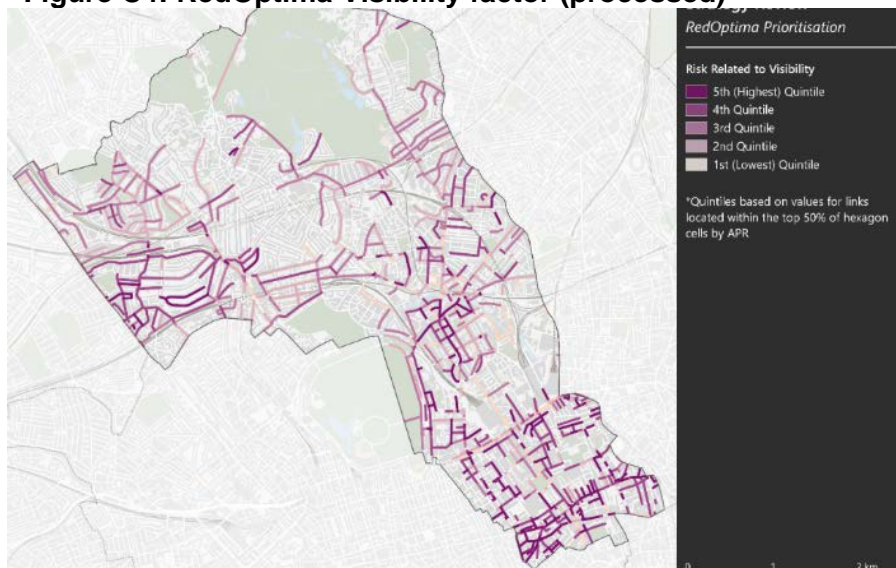 RedOptima Prioritisation
Risk Related to Visibility
5th (Highest) Quintile
4th Quintile
3rd Quintile
2nd Quintile
1st (Lowest) Quintile
*Quintiles based on values for links
located within the top 50% of hexagon
cells by APR
0 1 2 km